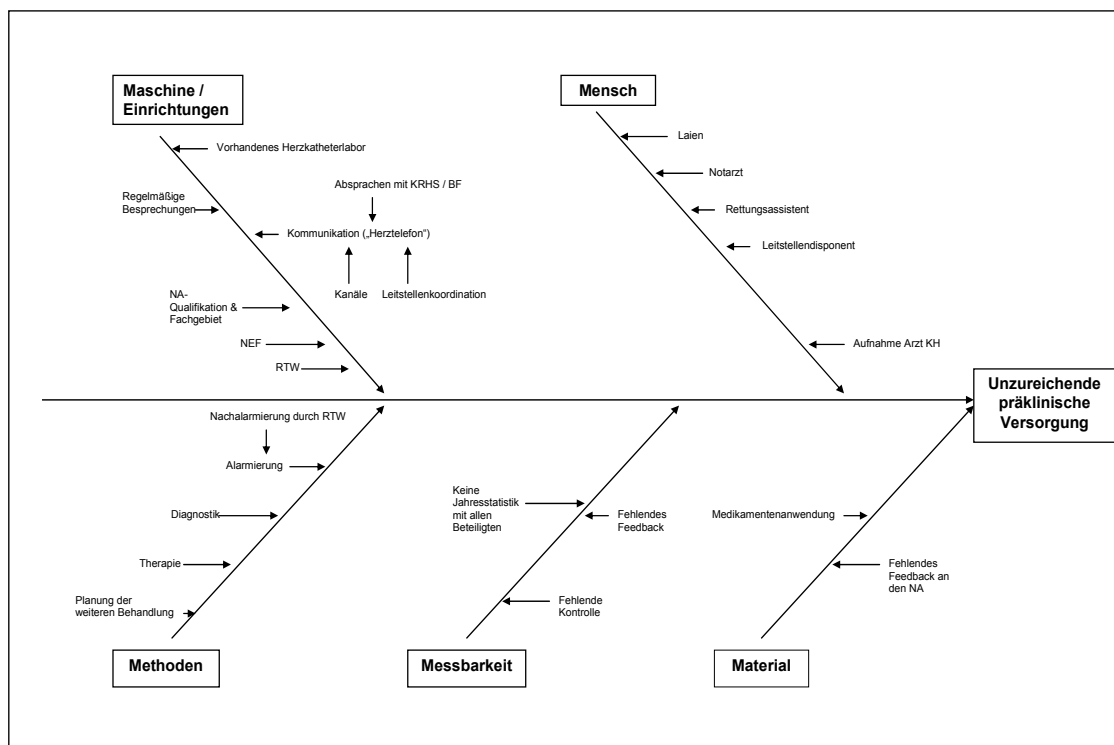 Maschine /
Einrichtungen
Mensch
Vorhandenes Herzkatheterlabor
Regelmäßige
Besprechungen
Absprachen mit KRHS / BF
Kommunikation („Herztelefon“)
Kanäle
Leitstellenkoordination
NA-
Qualifikation &
Fachgebiet
NEF
RTW
Laien
Notarzt
Rettungsassistent
Leitstellendisponent
Aufnahme Arzt KH
Unzureichende
präklinische
Versorgung
Nachalarmierung durch RTW
Alarmierung
Diagnostik
Therapie
Planung der
weiteren Behandlung
Keine
Jahresstatistik
mit allen
Beteiligten
Fehlendes
Feedback
Fehlende
Kontrolle
Medikamentenanwendung
Fehlendes
Feedback an
den NA
Methoden
Messbarkeit
Material